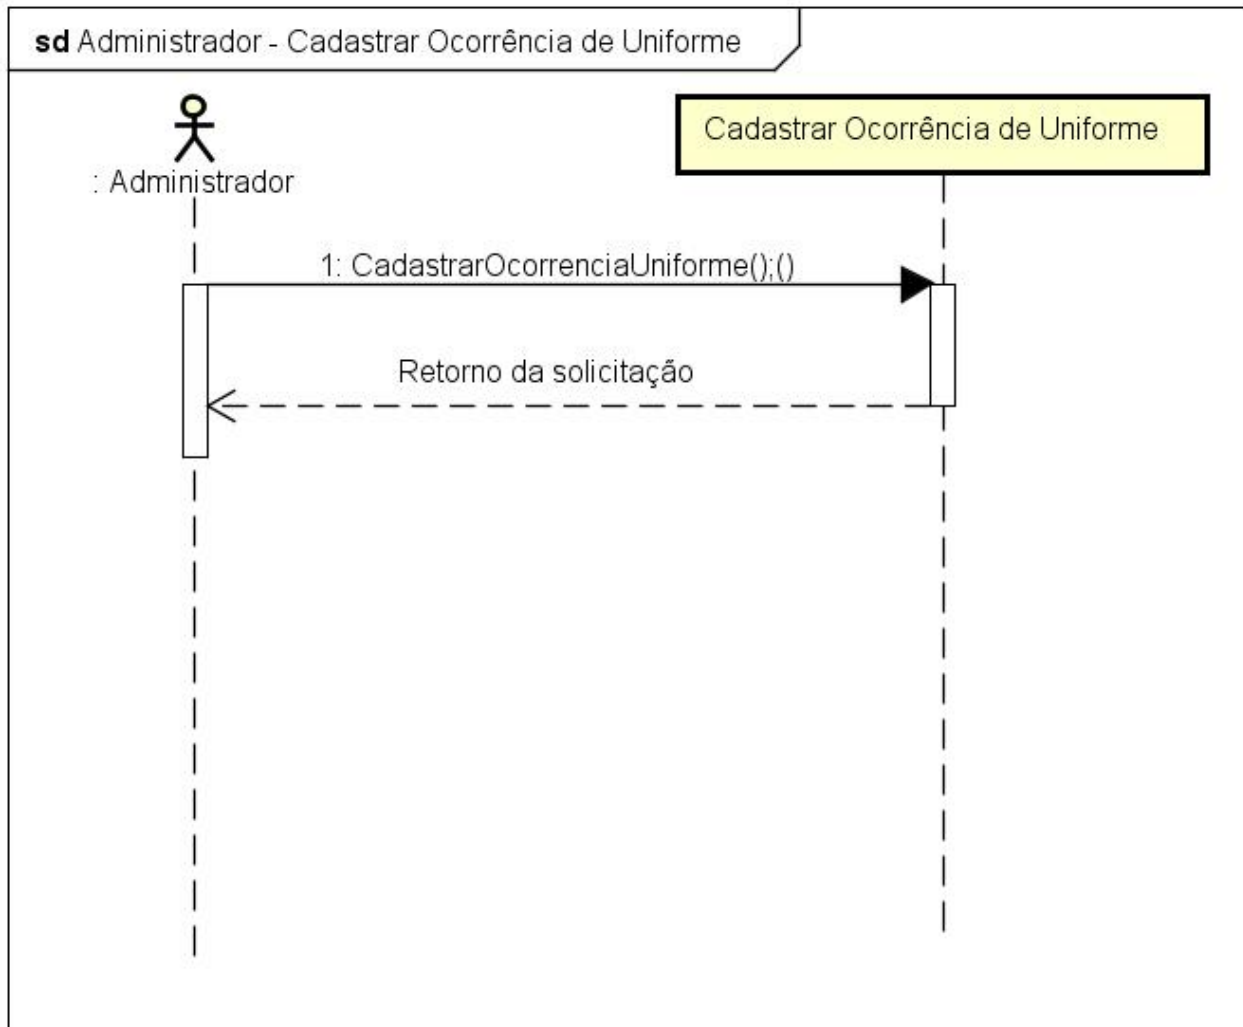 sd Administrador - Cadastrar Ocorrência de Uniforme
Cadastrar Ocorrência de Uniforme
: Administrador
1: CadastrarOcorrenciaUniforme();()
Retorno da solicitação